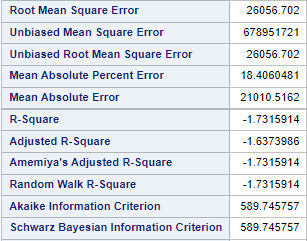 Root Mean Square Error 26056.702
Unbiased Mean Square Error 678951721
Unbiased Root Mean Square Error 26056.702
Mean Absolute Percent Error 18.4060481
Mean Absolute Error 21010.5162
R-Square -1.7315914
Adjusted R-Square -1.6373986
Amemiya's Adjusted R-Square -1.7315914
Random Walk R-Square -1.7315914
Akaike Information Criterion 589.745757
Schwarz Bayesian Information Criterion 589.745757